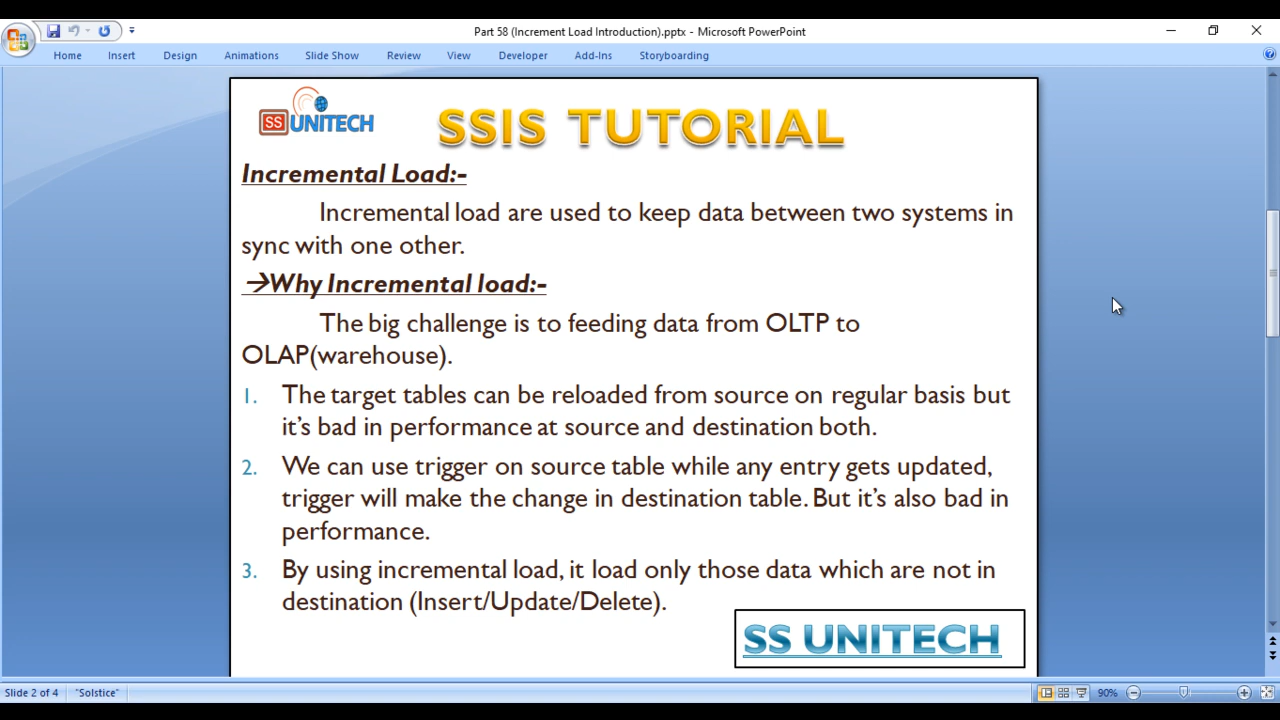 Part 58 (Increment Load Introduction).pptx - Microsoft PowerPoint
Home Insert Design Animations Slide Show Review View Developer Add-Ins Storyboarding
SS UNITECH
SSIS TUTORIAL
Incremental Load:-
Incremental load are used to keep data between two systems in
sync with one other.
→Why Incremental load:-
The big challenge is to feeding data from OLTP to
OLAP(warehouse).
1. The target tables can be reloaded from source on regular basis but
it's bad in performance at source and destination both.
2. We can use trigger on source table while any entry gets updated,
trigger will make the change in destination table. But it's also bad in
performance.
3. By using incremental load, it load only those data which are not in
destination (Insert/Update/Delete).
SS UNITECH
Slide 2 of 4 "Solstice" 90%